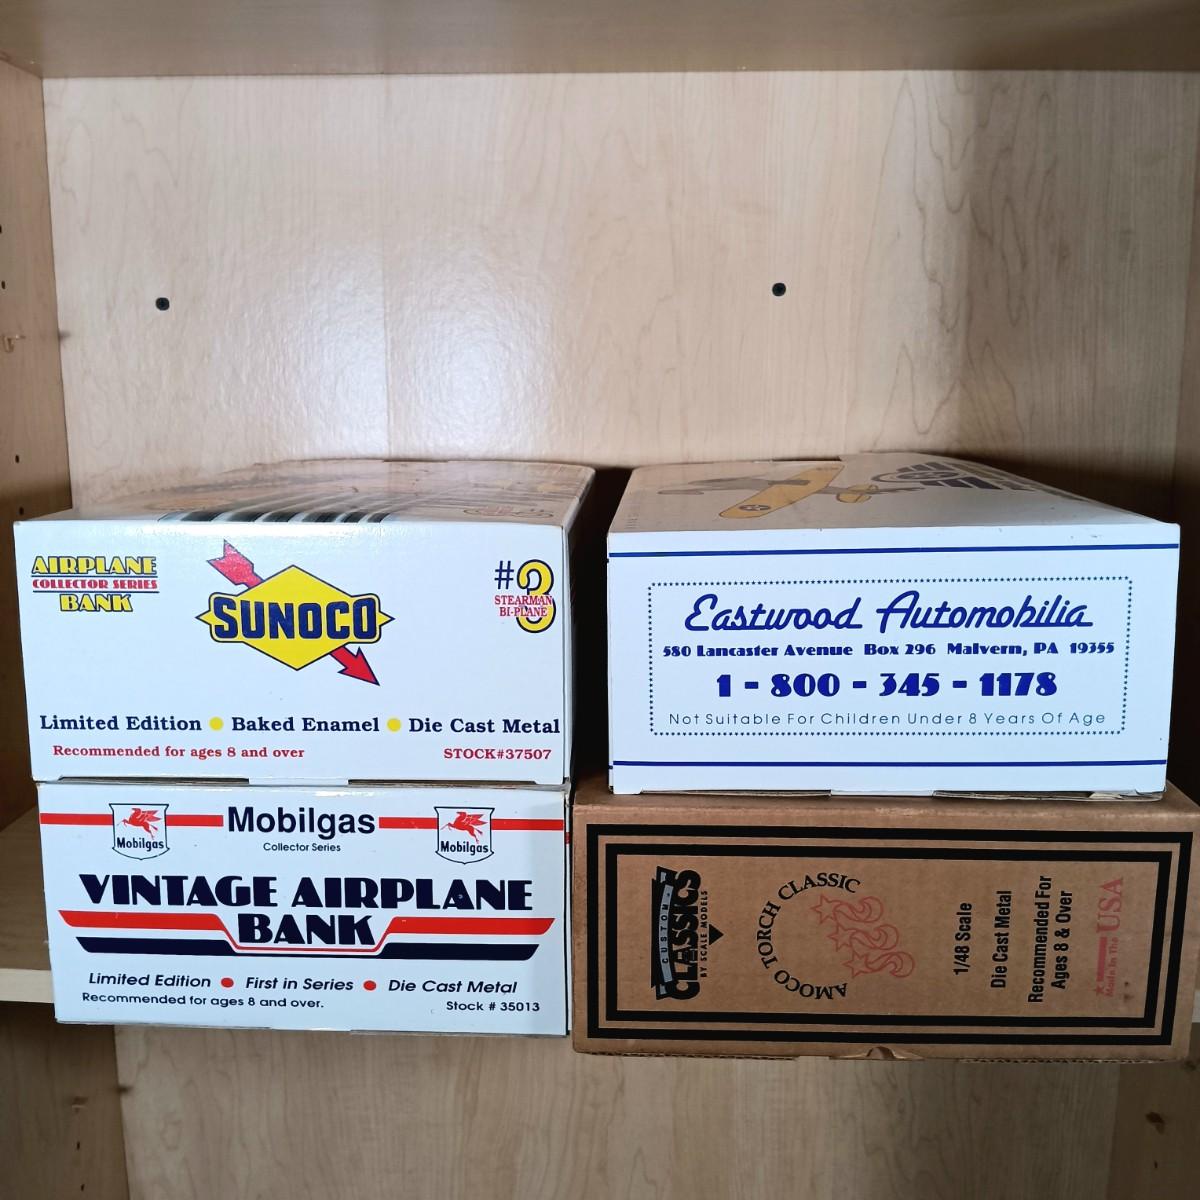 AIRPLANE
COLLECTOR SERIES
BANK
SUNOCO
#3
STEARMAN
BI-PLANE
Limited Edition Baked Enamel Die Cast Metal
Recommended for ages 8 and over
STOCK#37507
Eastwood Automobilia
580 Lancaster Avenue Box 296 Malvern, PA 19355
1 - 800 - 345 - 1178
Not Suitable For Children Under 8 Years Of Age
Mobilgas
Mobilgas
Collector Series
Mobilgas
VINTAGE AIRPLANE
BANK
Limited Edition • First in Series • Die Cast Metal
Recommended for ages 8 and over.
Stock # 35013
CUSTOM
CLASSICS
BY SCALE MODELS
AMOCO TORCH CLASSIC
1/48 Scale
Die Cast Metal
Recommended For
Ages 8 & Over
Made In The USA